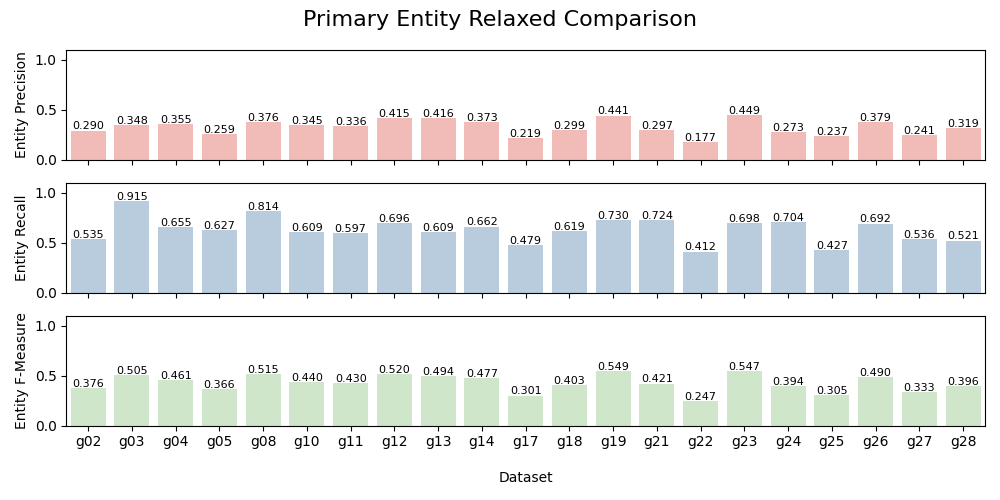 Primary Entity Relaxed Comparison
Entity Precision
1.0
0.5
0.0
0.290 0.348 0.355 0.259 0.376 0.345 0.336 0.415 0.416 0.373 0.219 0.299 0.441 0.297 0.177 0.449 0.273 0.237 0.379 0.241 0.319
Entity Recall
1.0
0.5
0.0
0.535 0.915 0.655 0.627 0.814 0.609 0.597 0.696 0.609 0.662 0.479 0.619 0.730 0.724 0.412 0.698 0.704 0.427 0.692 0.536 0.521
Entity F-Measure
1.0
0.5
0.0
0.376 0.505 0.461 0.366 0.515 0.440 0.430 0.520 0.494 0.477 0.301 0.403 0.549 0.421 0.247 0.547 0.394 0.305 0.490 0.333 0.396
g02 g03 g04 g05 g08 g10 g11 g12 g13 g14 g17 g18 g19 g21 g22 g23 g24 g25 g26 g27 g28
Dataset